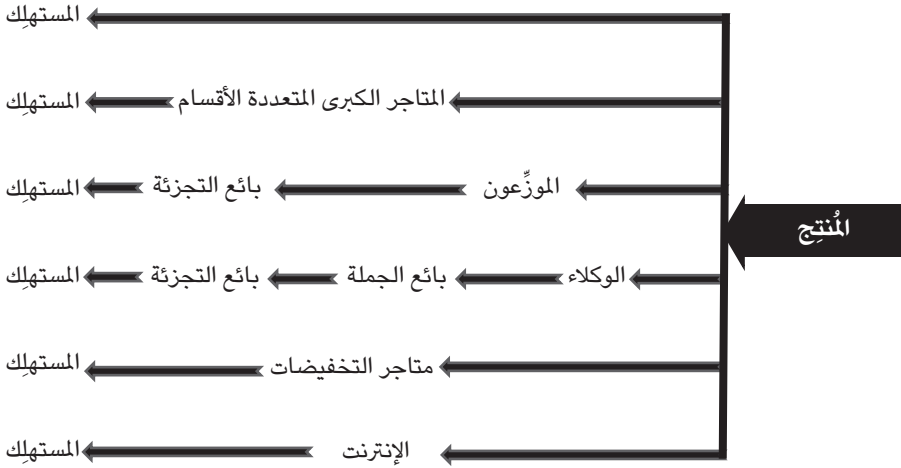 المستهلِك
المتاجر الكبرى المتعددة الأقسام المستهلِك
الموزِّعون بائع التجزئة المستهلِك
المُنتِج
الوكلاء بائع الجملة بائع التجزئة المستهلِك
متاجر التخفيضات المستهلِك
الإنترنت المستهلِك